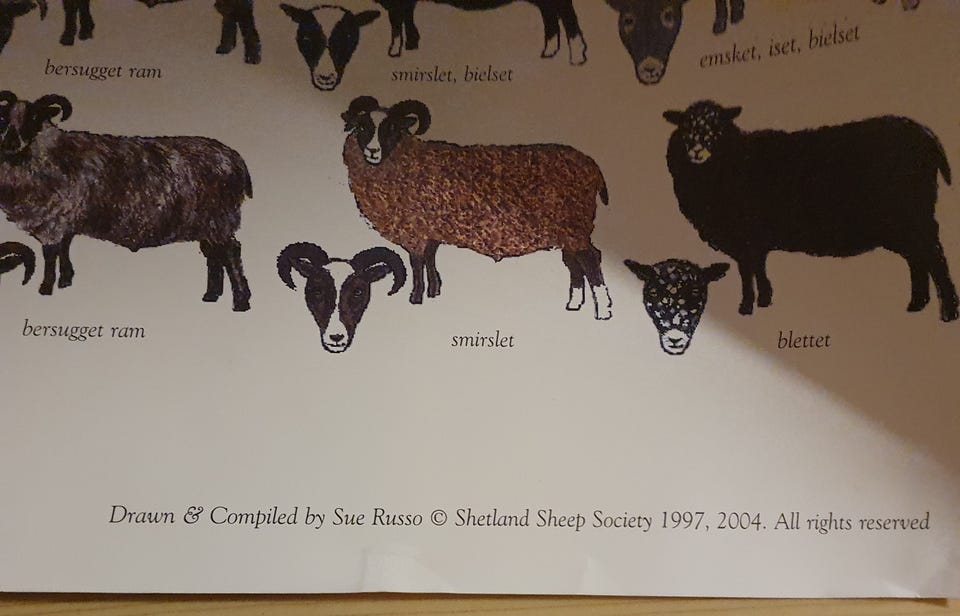 bersugget ram
smirslet, bielset
emsket, iset, bielset
bersugget ram
smirslet
blettet
Drawn & Compiled by Sue Russo © Shetland Sheep Society 1997, 2004. All rights reserved